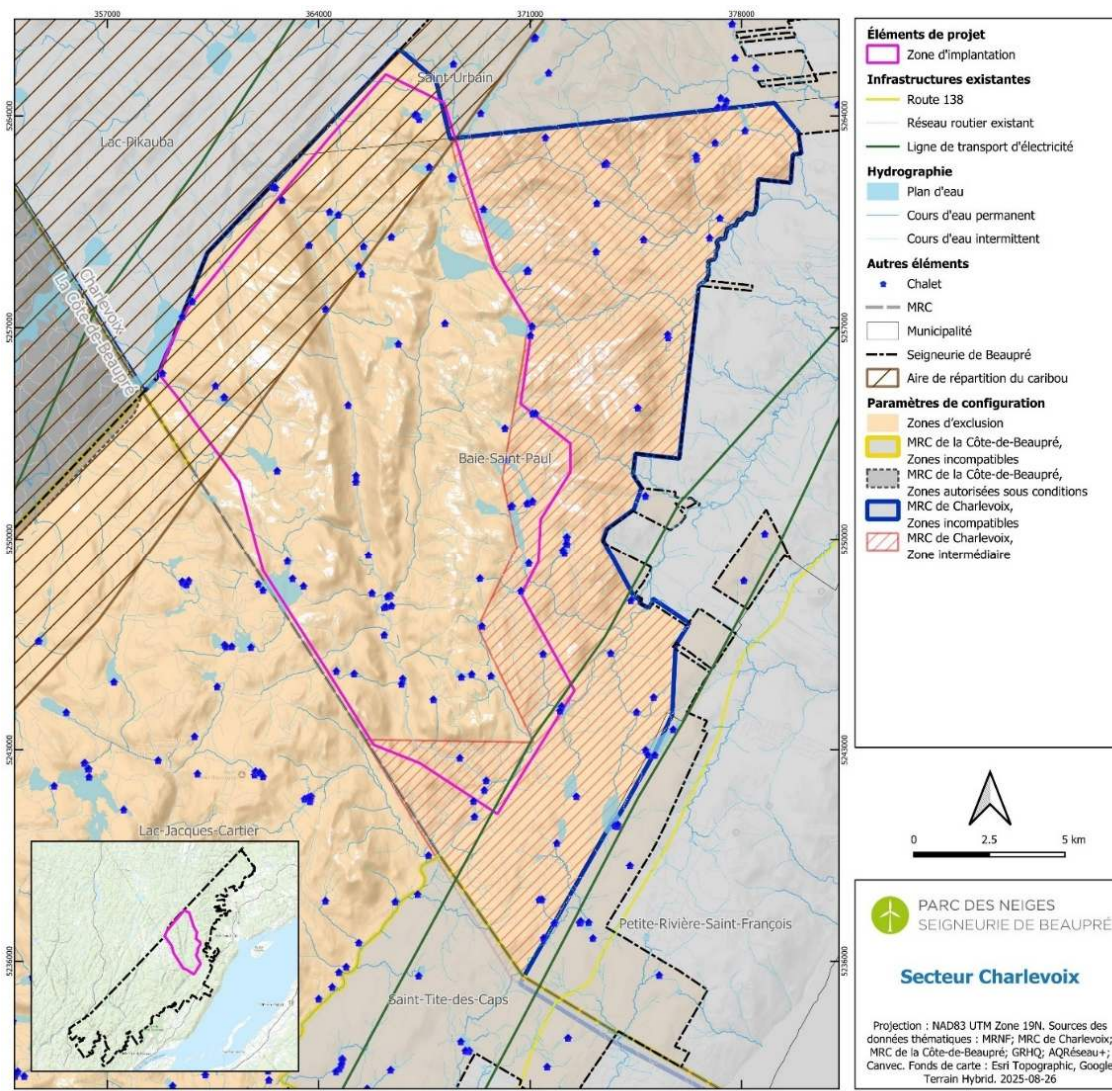 357000
364000
371000
378000
5264000
5257000
5250000
5243000
5236000
5264000
5257000
5250000
5243000
5236000
Saint-Urbain
Lac-Pikauba
Charlevoix
La Côte-de-Beaupré
Baie-Saint-Paul
Lac-Jacques-Cartier
Petite-Rivière-Saint-François
Saint-Tite-des-Caps
Éléments de projet
Zone d'implantation
Infrastructures existantes
Route 138
Réseau routier existant
Ligne de transport d'électricité
Hydrographie
Plan d'eau
Cours d'eau permanent
Cours d'eau intermittent
Autres éléments
Chalet
MRC
Municipalité
Seigneurie de Beaupré
Aire de répartition du caribou
Paramètres de configuration
Zones d'exclusion
MRC de la Côte-de-Beaupré,
Zones incompatibles
MRC de la Côte-de-Beaupré,
Zones autorisées sous conditions
MRC de Charlevoix,
Zones incompatibles
MRC de Charlevoix,
Zone intermédiaire
0 2.5 5 km
PARC DES NEIGES
SEIGNEURIE DE BEAUPRÉ
Secteur Charlevoix
Projection : NAD83 UTM Zone 19N. Sources des
données thématiques : MRNF; MRC de Charlevoix;
MRC de la Côte-de-Beaupré; GRHQ; AQRéseau+;
Canvec. Fonds de carte : Esri Topographic, Google
Terrain Hybrid. 2025-08-26